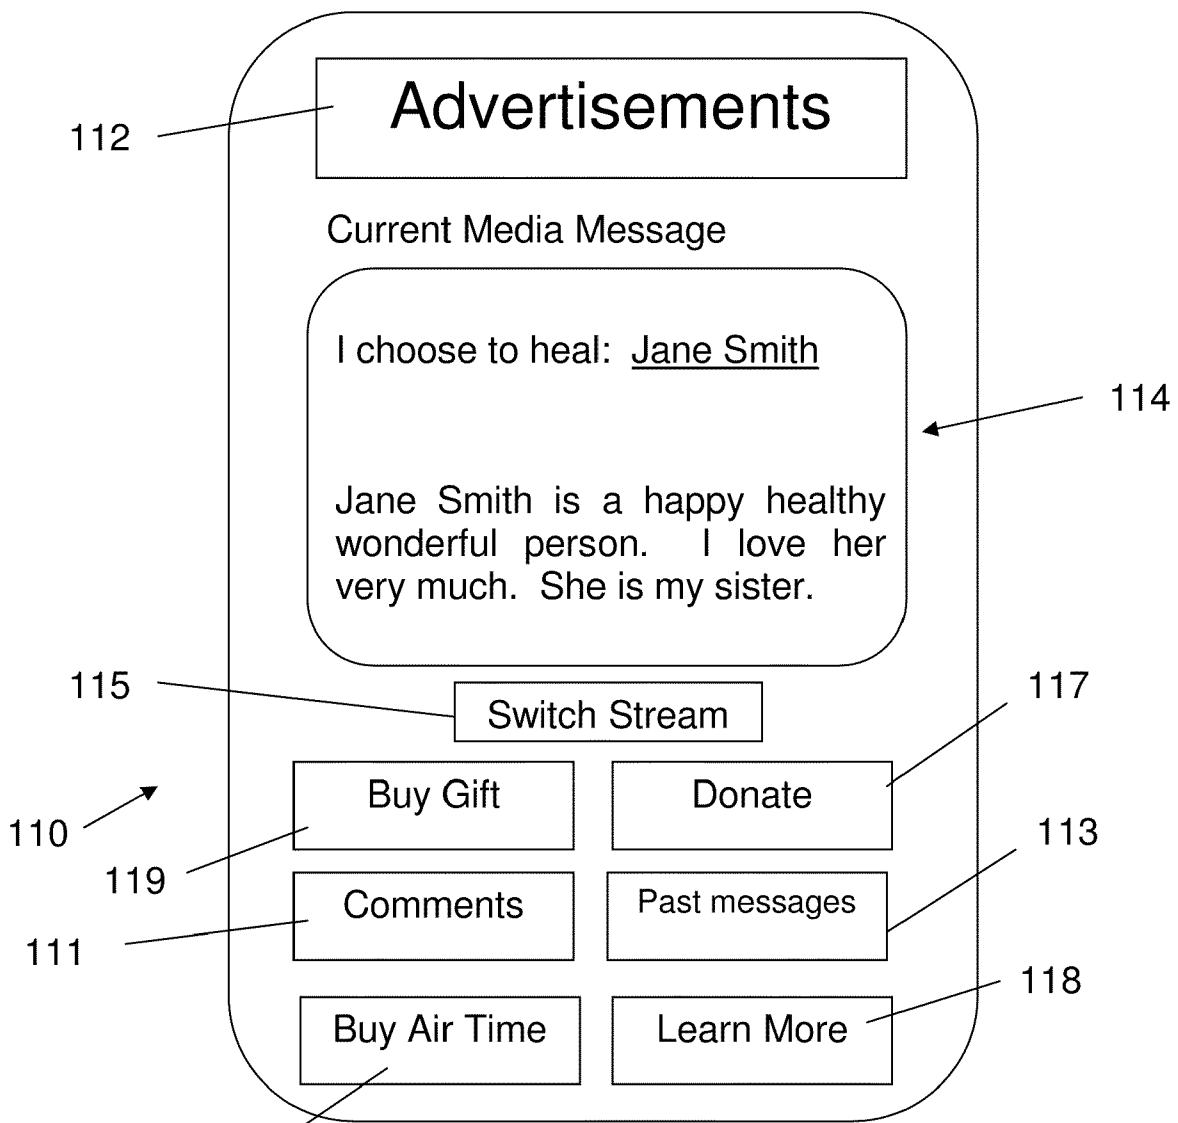 Advertisements
112
Current Media Message
I choose to heal: Jane Smith
114
Jane Smith is a happy healthy
wonderful person. I love her
very much. She is my sister.
115
117
Switch Stream
Buy Gift
Donate
110
113
119
Comments
Past messages
111
118
Buy Air Time
Learn More